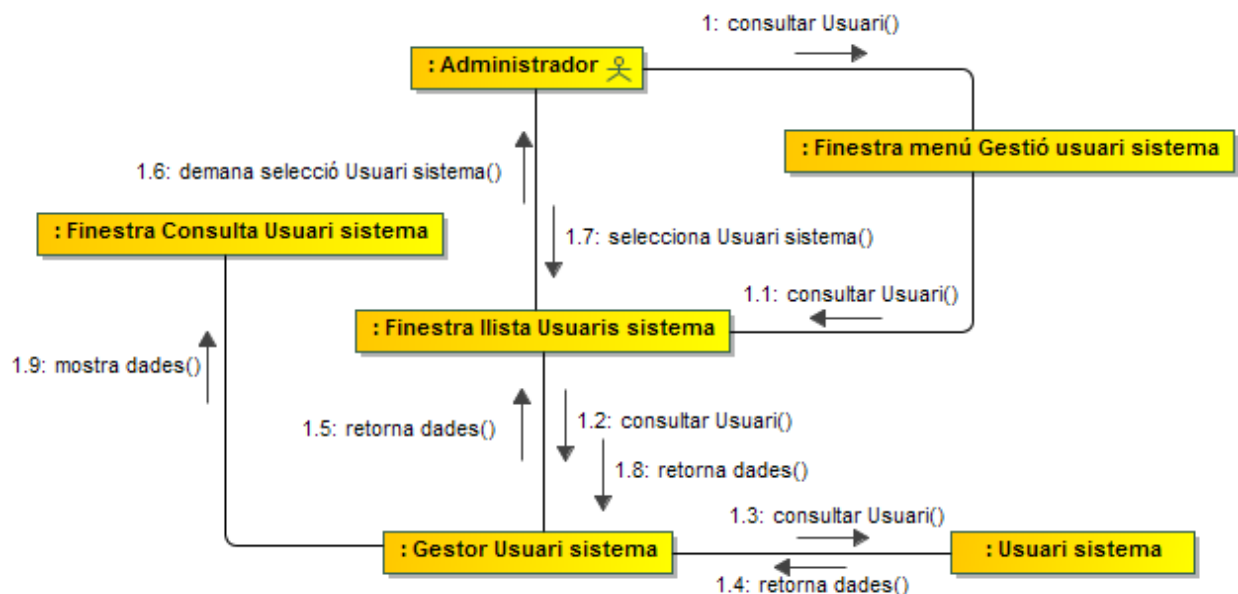 1: consultar Usuari()
: Administrador
: Finestra menú Gestió usuari sistema
1.6: demana selecció Usuari sistema()
: Finestra Consulta Usuari sistema
1.7: selecciona Usuari sistema()
1.1: consultar Usuari()
: Finestra llista Usuaris sistema
1.9: mostra dades()
1.5: retorna dades()
1.2: consultar Usuari()
1.8: retorna dades()
1.3: consultar Usuari()
: Gestor Usuari sistema
: Usuari sistema
1.4: retorna dades()